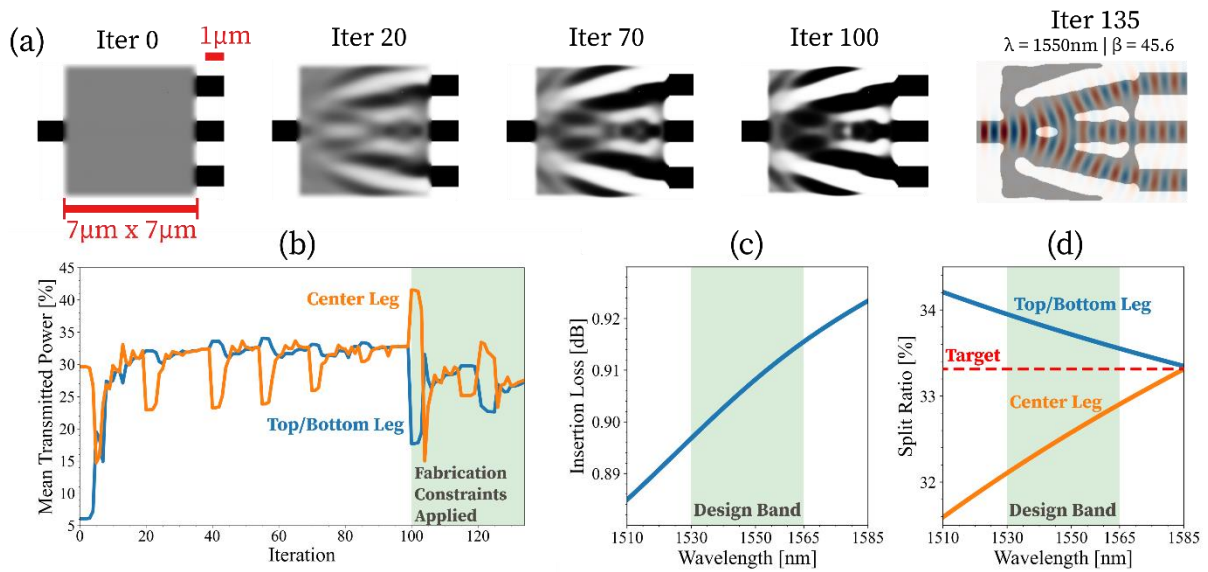 (a)
Iter 0
1μm
Iter 20
Iter 70
Iter 100
Iter 135
λ = 1550nm | β = 45.6
7μm x 7μm
(b)
Mean Transmitted Power [%]
45
40
35
30
25
20
15
10
5
Center Leg
Top/Bottom Leg
Fabrication
Constraints
Applied
0
20
40
60
80
100
120
Iteration
(c)
Insertion Loss [dB]
0.92
0.91
0.90
0.89
Design Band
1510
1530
1550
1565
1585
Wavelength [nm]
(d)
Split Ratio [%]
34
33
32
Top/Bottom Leg
Target
Center Leg
Design Band
1510
1530
1550
1565
1585
Wavelength [nm]